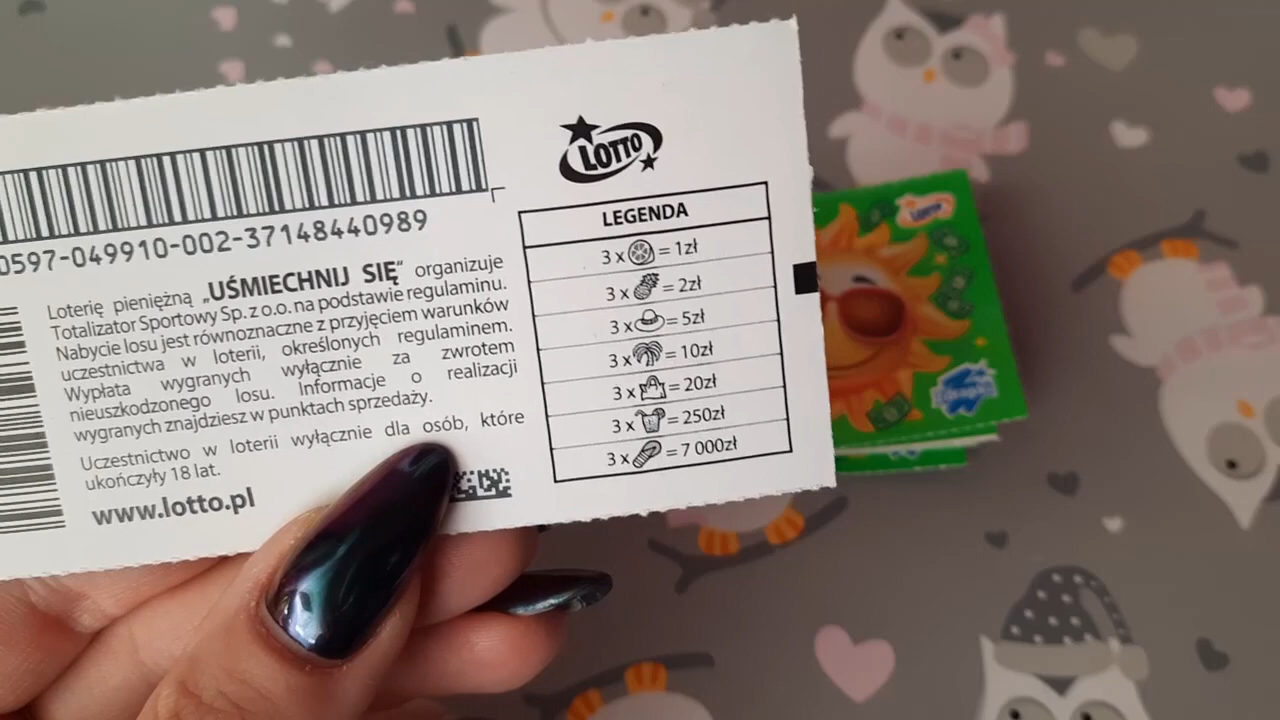 0597-049910-002-37148440989
Loterię pieniężną „UŚMIECHNIJ SIĘ“ organizuje
Totalizator Sportowy Sp. z o.o. na podstawie regulaminu.
Nabycie losu jest równoznaczne z przyjęciem warunków
uczestnictwa w loterii, określonych regulaminem.
Wypłata wygranych wyłącznie za zwrotem
nieuszkodzonego losu. Informacje o realizacji
wygranych znajdziesz w punktach sprzedaży.
Uczestnictwo w loterii wyłącznie dla osób, które
ukończyły 18 lat.
www.lotto.pl
LOTTO
LEGENDA
3 x = 1zł
3 x = 2zł
3 x = 5zł
3 x = 10zł
3 x = 20zł
3 x = 250zł
3 x = 7 000zł
LOTTO